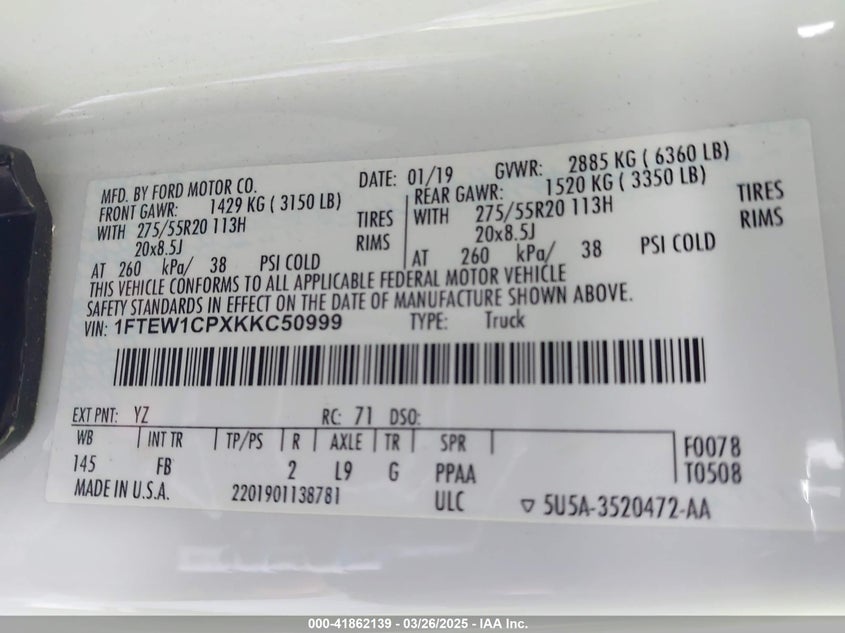 MFD. BY FORD MOTOR CO. DATE: 01/19 GVWR: 2885 KG ( 6360 LB)
FRONT GAWR: 1429 KG ( 3150 LB) REAR GAWR: 1520 KG ( 3350 LB)
WITH 275/55R20 113H TIRES WITH 275/55R20 113H TIRES
20x8.5J RIMS 20x8.5J RIMS
AT 260 kPa/ 38 PSI COLD AT 260 kPa/ 38 PSI COLD
THIS VEHICLE CONFORMS TO ALL APPLICABLE FEDERAL MOTOR VEHICLE
SAFETY STANDARDS IN EFFECT ON THE DATE OF MANUFACTURE SHOWN ABOVE.
VIN: 1FTEW1CPXKKC50999 TYPE: Truck
EXT PNT: YZ RC: 71 DSO:
WB INT TR TP/PS R AXLE TR SPR F0078
145 FB 2 L9 G PPAA T0508
MADE IN U.S.A. 2201901138781 ULC ▽ 5U5A-3520472-AA
000-41862139 - 03/26/2025 - IAA Inc.